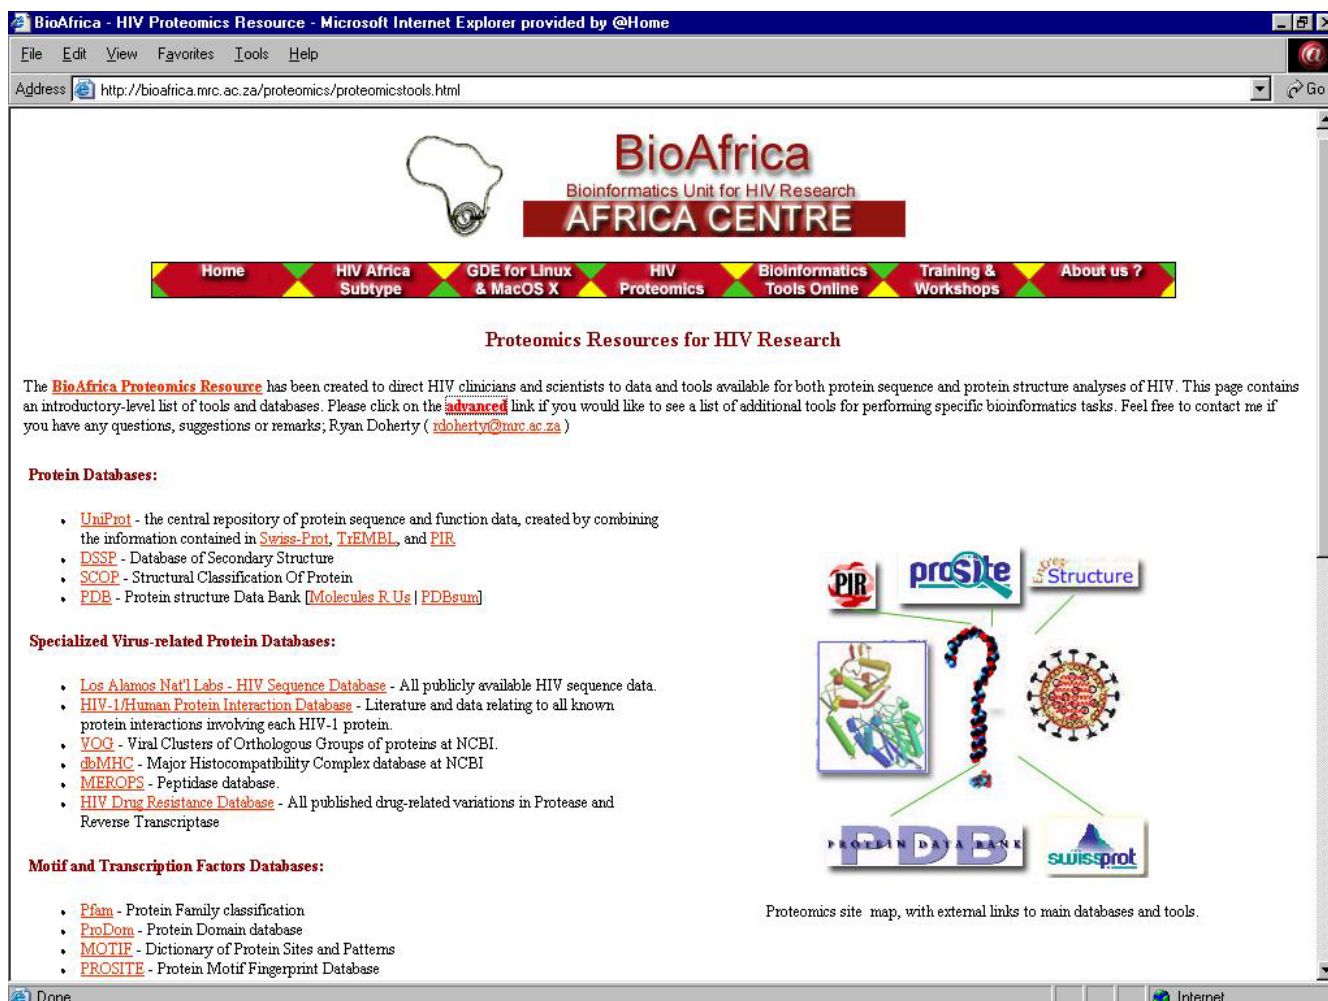 BioAfrica - HIV Proteomics Resource - Microsoft Internet Explorer provided by @Home
File Edit View Favorites Tools Help
Address http://bioafrica.mrc.ac.za/proteomics/proteomicstools.html Go
BioAfrica
Bioinformatics Unit for HIV Research
AFRICA CENTRE
Home HIV Africa Subtype GDE for Linux & MacOS X HIV Proteomics Bioinformatics Tools Online Training & Workshops About us ?
Proteomics Resources for HIV Research
The BioAfrica Proteomics Resource has been created to direct HIV clinicians and scientists to data and tools available for both protein sequence and protein structure analyses of HIV. This page contains
an introductory-level list of tools and databases. Please click on the advanced link if you would like to see a list of additional tools for performing specific bioinformatics tasks. Feel free to contact me if
you have any questions, suggestions or remarks; Ryan Doherty ( rdoherty@mrc.ac.za )
Protein Databases:
• UniProt - the central repository of protein sequence and function data, created by combining
the information contained in Swiss-Prot, TrEMBL, and PIR
• DSSP - Database of Secondary Structure
• SCOP - Structural Classification Of Protein
• PDB - Protein structure Data Bank [Molecules R Us | PDBsum]
Specialized Virus-related Protein Databases:
• Los Alamos Nat'l Labs - HIV Sequence Database - All publicly available HIV sequence data.
• HIV-1/Human Protein Interaction Database - Literature and data relating to all known
protein interactions involving each HIV-1 protein.
• VOG - Viral Clusters of Orthologous Groups of proteins at NCBI.
• dbMHC - Major Histocompatibility Complex database at NCBI
• MEROPS - Peptidase database.
• HIV Drug Resistance Database - All published drug-related variations in Protease and
Reverse Transcriptase
Motif and Transcription Factors Databases:
• Pfam - Protein Family classification
• ProDom - Protein Domain database
• MOTIF - Dictionary of Protein Sites and Patterns
• PROSITE - Protein Motif Fingerprint Database
PIR
prosite
Entrez
Structure
PDB
PROTEIN DATA BANK
swissprot
Proteomics site map, with external links to main databases and tools.
Done Internet